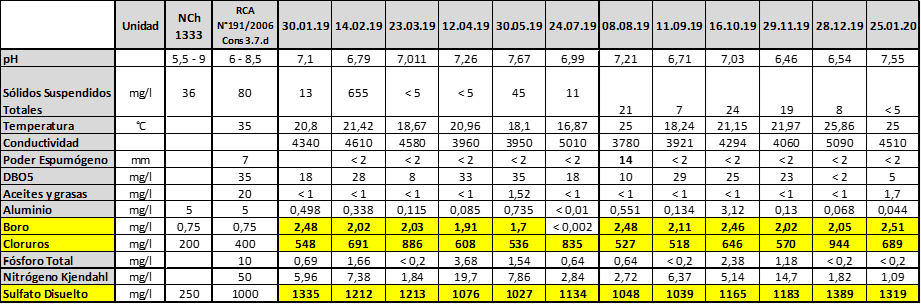 Unidad NCh 1333 RCA N°191/2006 Cons 3.7.d 30.01.19 14.02.19 23.03.19 12.04.19 30.05.19 24.07.19 08.08.19 11.09.19 16.10.19 29.11.19 28.12.19 25.01.20
pH 5,5 - 9 6 - 8,5 7,1 6,79 7,011 7,26 7,67 6,99 7,21 6,71 7,03 6,46 6,54 7,55
Sólidos Suspendidos Totales mg/l 36 80 13 655 < 5 < 5 45 11 21 7 24 19 8 < 5
Temperatura °C 35 20,8 21,42 18,67 20,96 18,1 16,87 25 18,24 21,15 21,97 25,86 25
Conductividad 4340 4610 4580 3960 3950 5010 3780 3921 4294 4060 5090 4510
Poder Espumógeno mm 7 < 2 < 2 < 2 < 2 < 2 14 < 2 < 2 < 2 < 2 < 2
DBO5 mg/l 35 18 28 8 33 35 18 10 29 25 23 < 2 5
Aceites y grasas mg/l 20 < 1 < 1 < 1 < 1 1,52 < 1 < 1 < 1 < 1 < 1 < 1 1,7
Aluminio mg/l 5 5 0,498 0,338 0,115 0,085 0,735 < 0,01 0,551 0,134 3,12 0,13 0,068 0,044
Boro mg/l 0,75 0,75 2,48 2,02 2,03 1,91 1,7 < 0,002 2,48 2,11 2,46 2,02 2,05 2,51
Cloruros mg/l 200 400 548 691 886 608 536 835 527 518 646 570 944 689
Fósforo Total mg/l 10 0,69 1,66 < 0,2 3,68 1,54 0,64 0,64 < 0,2 2,38 1,18 < 0,2 < 0,2
Nitrógeno Kjendahl mg/l 50 5,96 7,38 1,84 19,7 7,86 2,84 2,72 6,37 5,14 14,7 1,82 1,09
Sulfato Disuelto mg/l 250 1000 1335 1212 1213 1076 1027 1134 1048 1039 1165 1183 1389 1319